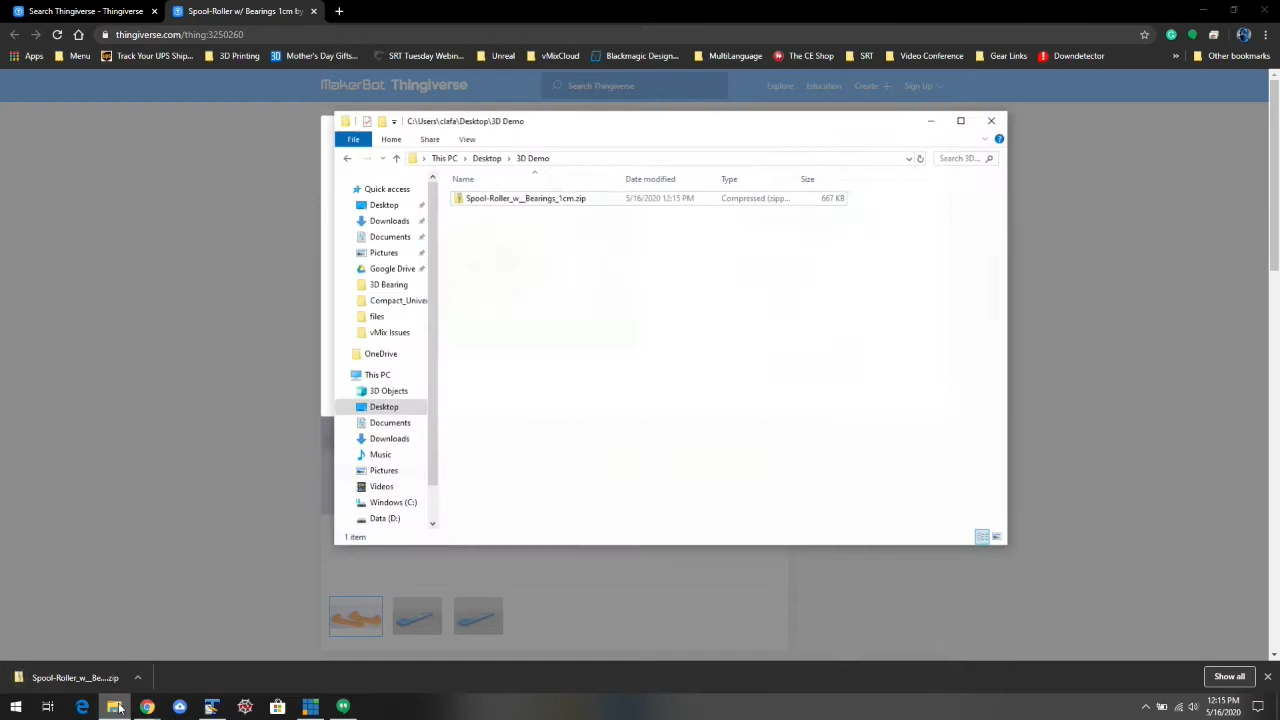 Search Thingiverse - Thingiverse
Spool-Roller w/ Bearings 1cm by
thingiverse.com/thing:3250260
Apps
Menu
Track Your UPS Ship...
3D Printing
Mother's Day Gifts...
SRT Tuesday Webin...
Unreal
vMixCloud
Blackmagic Design...
MultiLanguage
The CE Shop
SRT
Video Conference
Gear Links
Downdetector
»
Other bookmarks
MakerBot Thingiverse
Search Thingiverse
Explore
Education
Create +
Sign Up
C:\Users\clafa\Desktop\3D Demo
File
Home
Share
View
This PC > Desktop > 3D Demo
Search 3D...
Name
Date modified
Type
Size
Spool-Roller_w__Bearings_1cm.zip
5/16/2020 12:15 PM
Compressed (zipp...
667 KB
Quick access
Desktop
Downloads
Documents
Pictures
Google Drive
3D Bearing
Compact_Univer
files
vMix Issues
OneDrive
This PC
3D Objects
Desktop
Documents
Downloads
Music
Pictures
Videos
Windows (C:)
Data (D:)
1 item
Spool-Roller_w_Be....zip
Show all
12:15 PM
5/16/2020